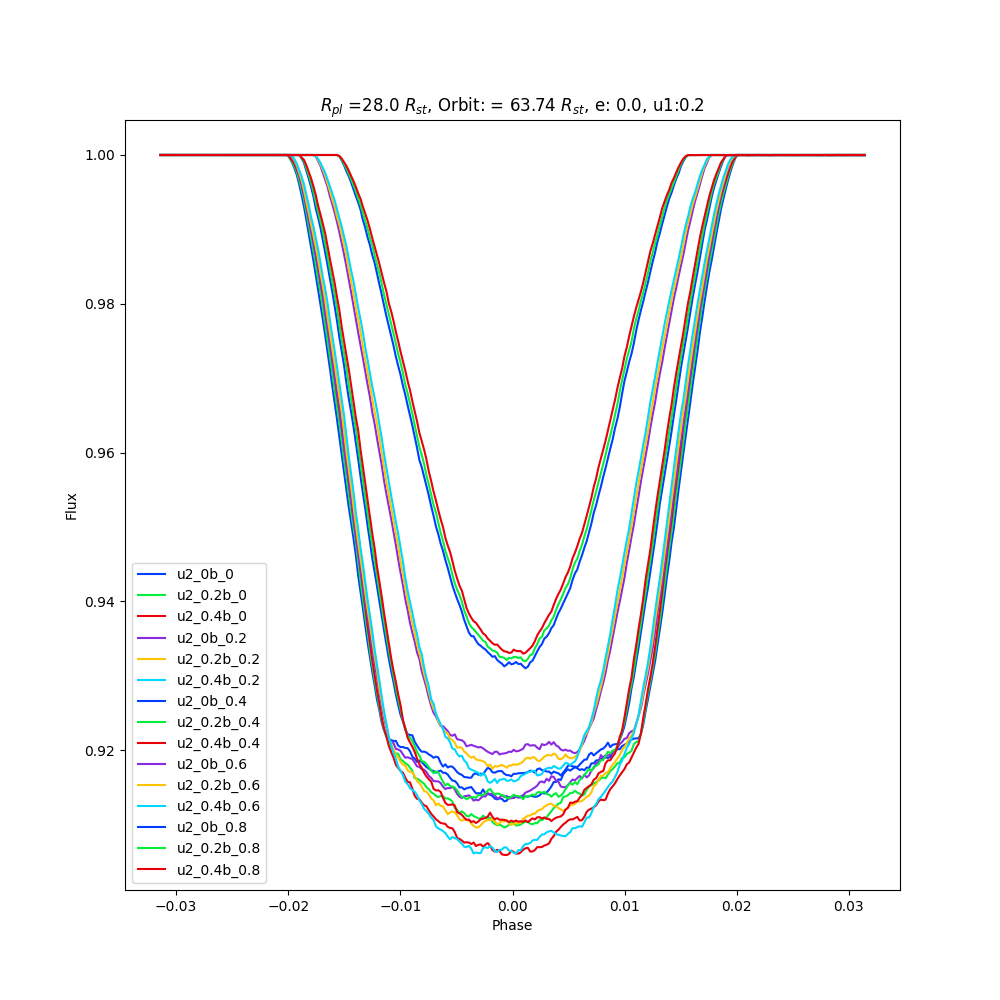 R_pl =28.0 R_st, Orbit: = 63.74 R_st, e: 0.0, u1:0.2
1.00
0.98
0.96
0.94
0.92
Flux
u2_0b_0
u2_0.2b_0
u2_0.4b_0
u2_0b_0.2
u2_0.2b_0.2
u2_0.4b_0.2
u2_0b_0.4
u2_0.2b_0.4
u2_0.4b_0.4
u2_0b_0.6
u2_0.2b_0.6
u2_0.4b_0.6
u2_0b_0.8
u2_0.2b_0.8
u2_0.4b_0.8
−0.03 −0.02 −0.01 0.00 0.01 0.02 0.03
Phase